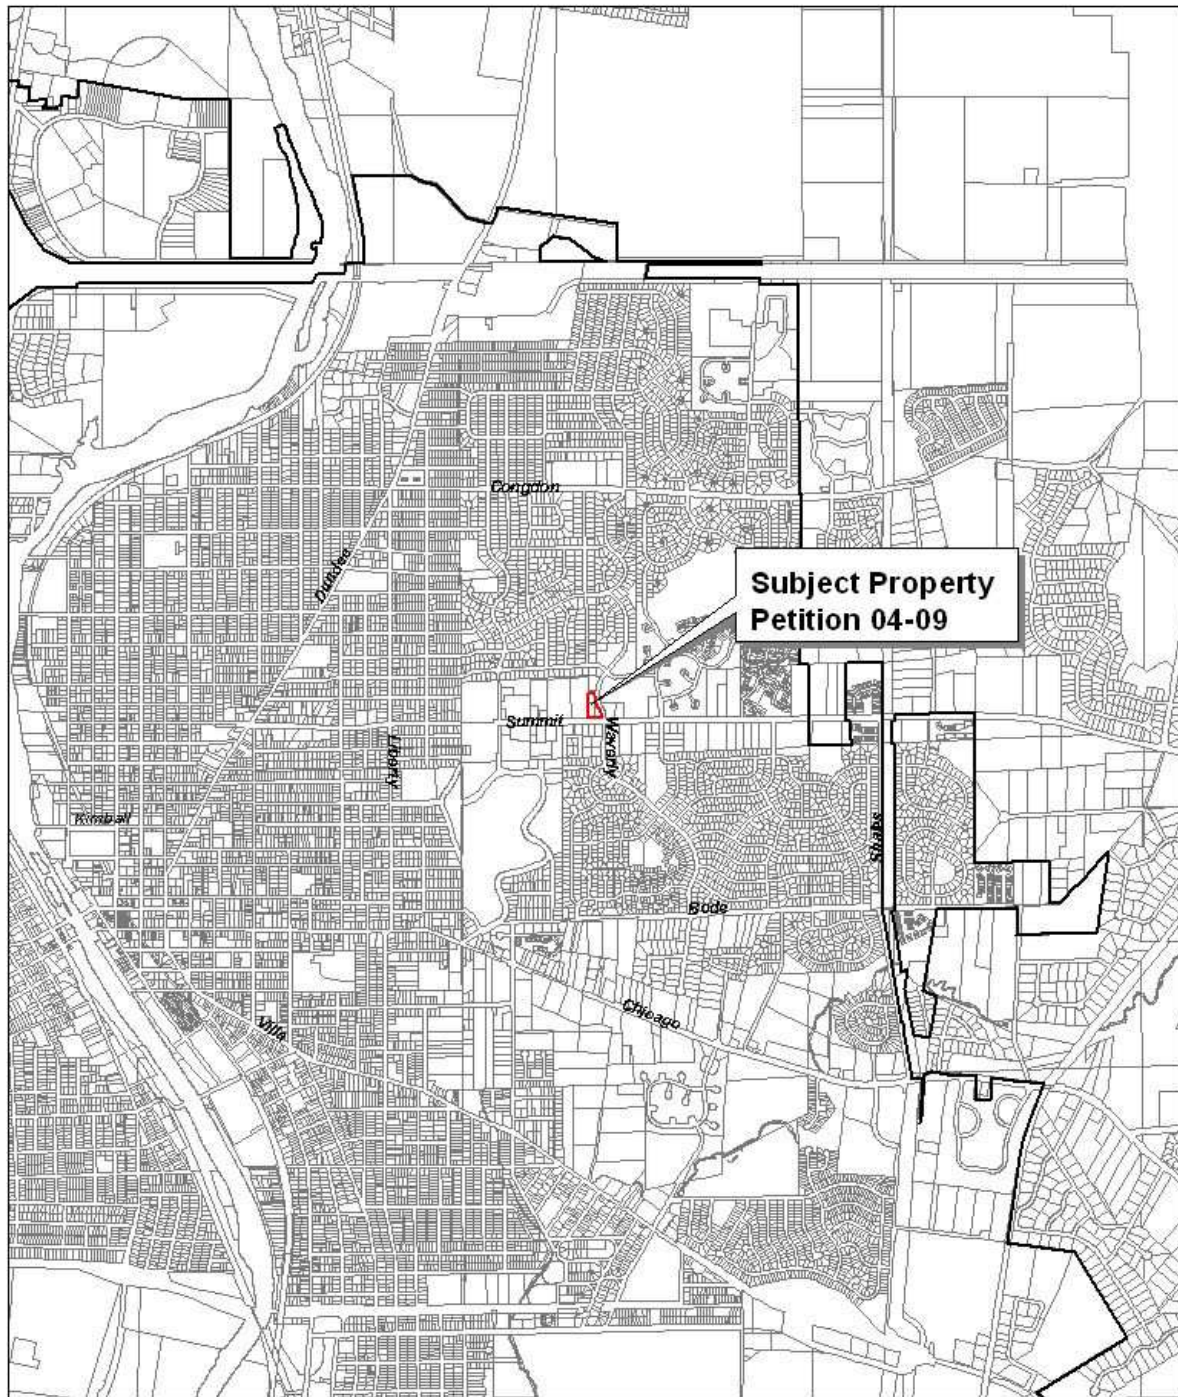 Congdon
Dundee
Subject Property
Petition 04-09
Summit
Waverly
Liberty
Kimball
Shales
Bode
Chicago
Villa